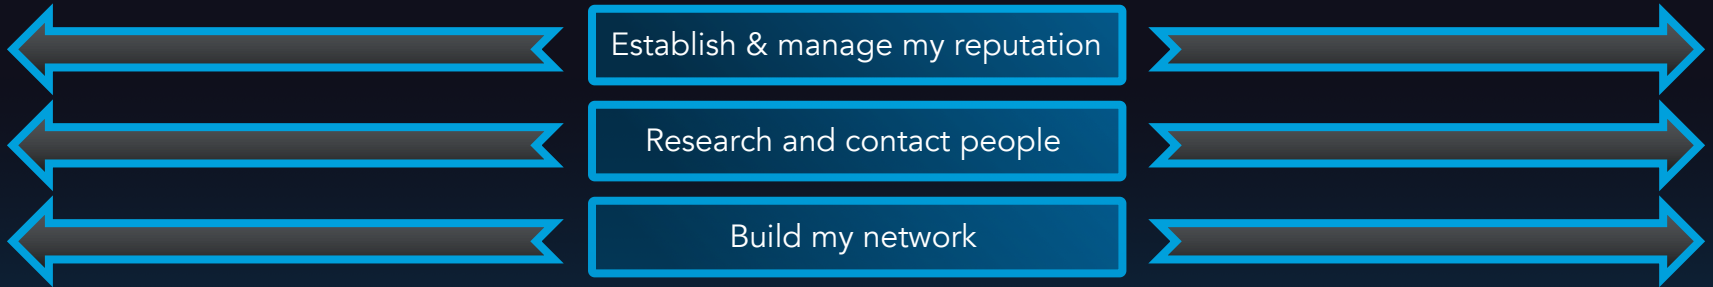 Establish & manage my reputation
Research and contact people
Build my network